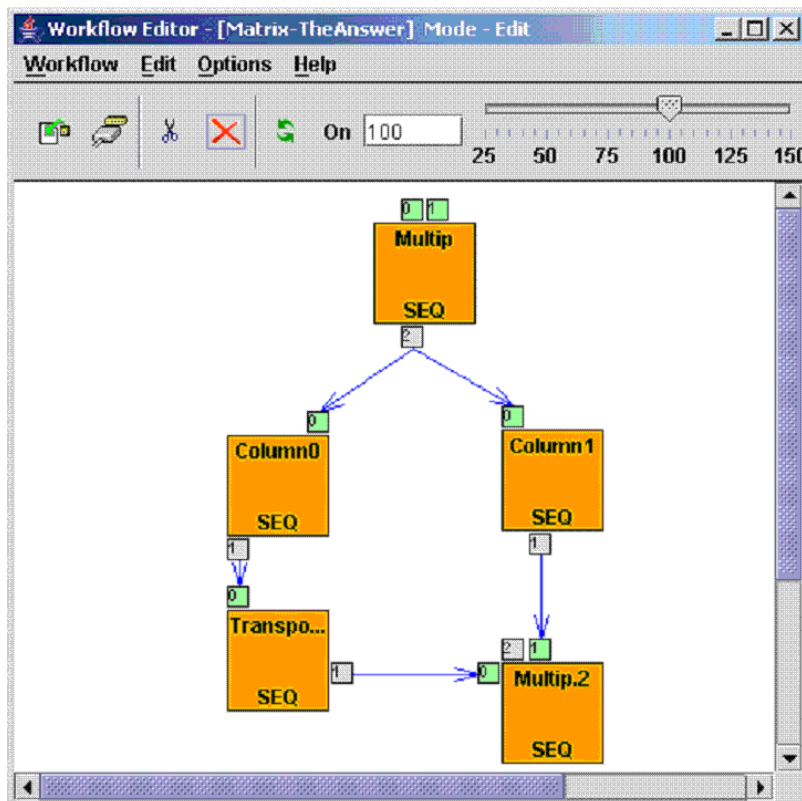 Workflow Editor - [Matrix-TheAnswer] Mode - Edit
Workflow Edit Options Help
On 100
25 50 75 100 125 150
0 1
Multip
SEQ
2
0 0
Column0 Column1
SEQ SEQ
1 1
0
Transpo... 2 1
1 0 Multip.2
SEQ
SEQ